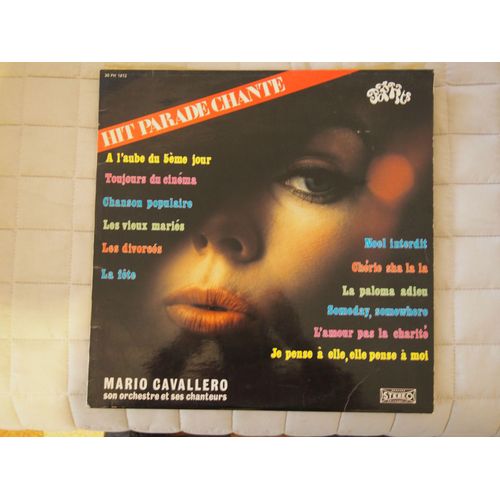 30 PH 1812
HIT PARADE CHANTE
A l'aube du 5ème jour
Toujours du cinéma
Chanson populaire
Les vieux mariés
Les divorcés
La fête
Noel interdit
Chérie sha la la
La paloma adieu
Someday, somewhere
L'amour pas la charité
Je pense à elle, elle pense à moi
MARIO CAVALLERO
son orchestre et ses chanteurs
STEREO